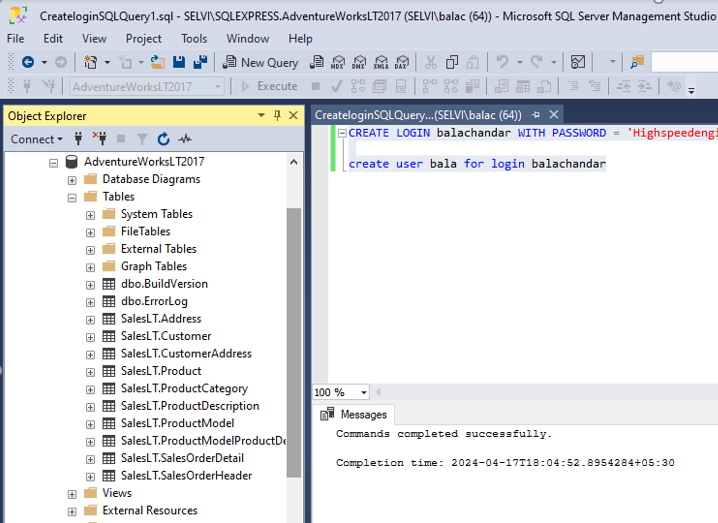 CreateloginSQLQuery1.sql - SELVI\SQLEXPRESS.AdventureWorksLT2017 (SELVI\balac (64)) - Microsoft SQL Server Management Studio
File Edit View Project Tools Window Help
New Query MDX DMX XMLA DAX
AdventureWorksLT2017 Execute
Object Explorer
Connect
AdventureWorksLT2017
Database Diagrams
Tables
System Tables
FileTables
External Tables
Graph Tables
dbo.BuildVersion
dbo.ErrorLog
SalesLT.Address
SalesLT.Customer
SalesLT.CustomerAddress
SalesLT.Product
SalesLT.ProductCategory
SalesLT.ProductDescription
SalesLT.ProductModel
SalesLT.ProductModelProductDe
SalesLT.SalesOrderDetail
SalesLT.SalesOrderHeader
Views
External Resources
CreateloginSQLQuery...(SELVI\balac (64))
CREATE LOGIN balachandar WITH PASSWORD = 'Highspeedengi
create user bala for login balachandar
100 %
Messages
Commands completed successfully.
Completion time: 2024-04-17T18:04:52.8954284+05:30